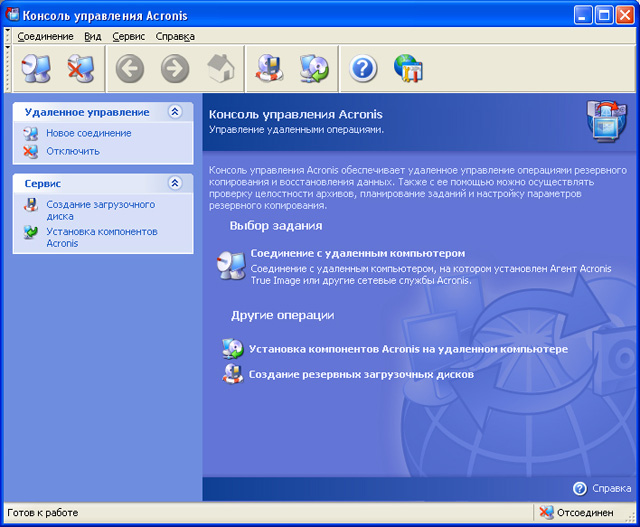 Консоль управления Acronis
Соединение Вид Сервис Справка
Удаленное управление
Новое соединение
Отключить
Сервис
Создание загрузочного
диска
Установка компонентов
Acronis
Консоль управления Acronis
Управление удаленными операциями.
Консоль управления Acronis обеспечивает удаленное управление операциями резервного
копирования и восстановления данных. Также с ее помощью можно осуществлять
проверку целостности архивов, планирование заданий и настройку параметров
резервного копирования.
Выбор задания
Соединение с удаленным компьютером
Соединение с удаленным компьютером, на котором установлен Агент Acronis
True Image или другие сетевые службы Acronis.
Другие операции
Установка компонентов Acronis на удаленном компьютере
Создание резервных загрузочных дисков
Справка
Готов к работе
Отсоединен